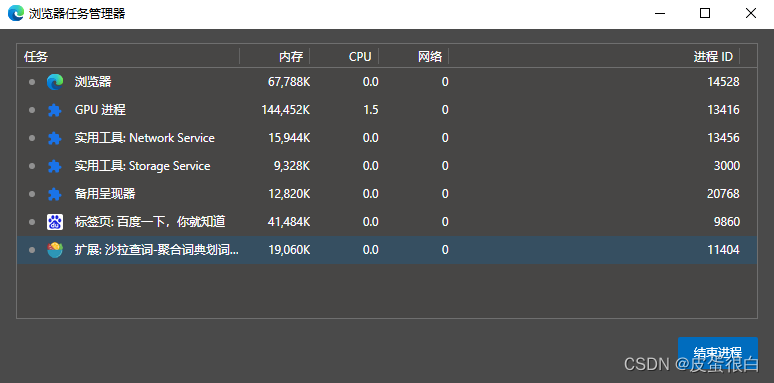 浏览器任务管理器
任务 内存 CPU 网络 进程 ID
浏览器 67,788K 0.0 0 14528
GPU 进程 144,452K 1.5 0 13416
实用工具: Network Service 15,944K 0.0 0 13456
实用工具: Storage Service 9,328K 0.0 0 3000
备用呈现器 12,820K 0.0 0 20768
标签页: 百度一下，你就知道 41,484K 0.0 0 9860
扩展: 沙拉查词-聚合词典划词... 19,060K 0.0 0 11404
结束进程
CSDN @皮蛋很白